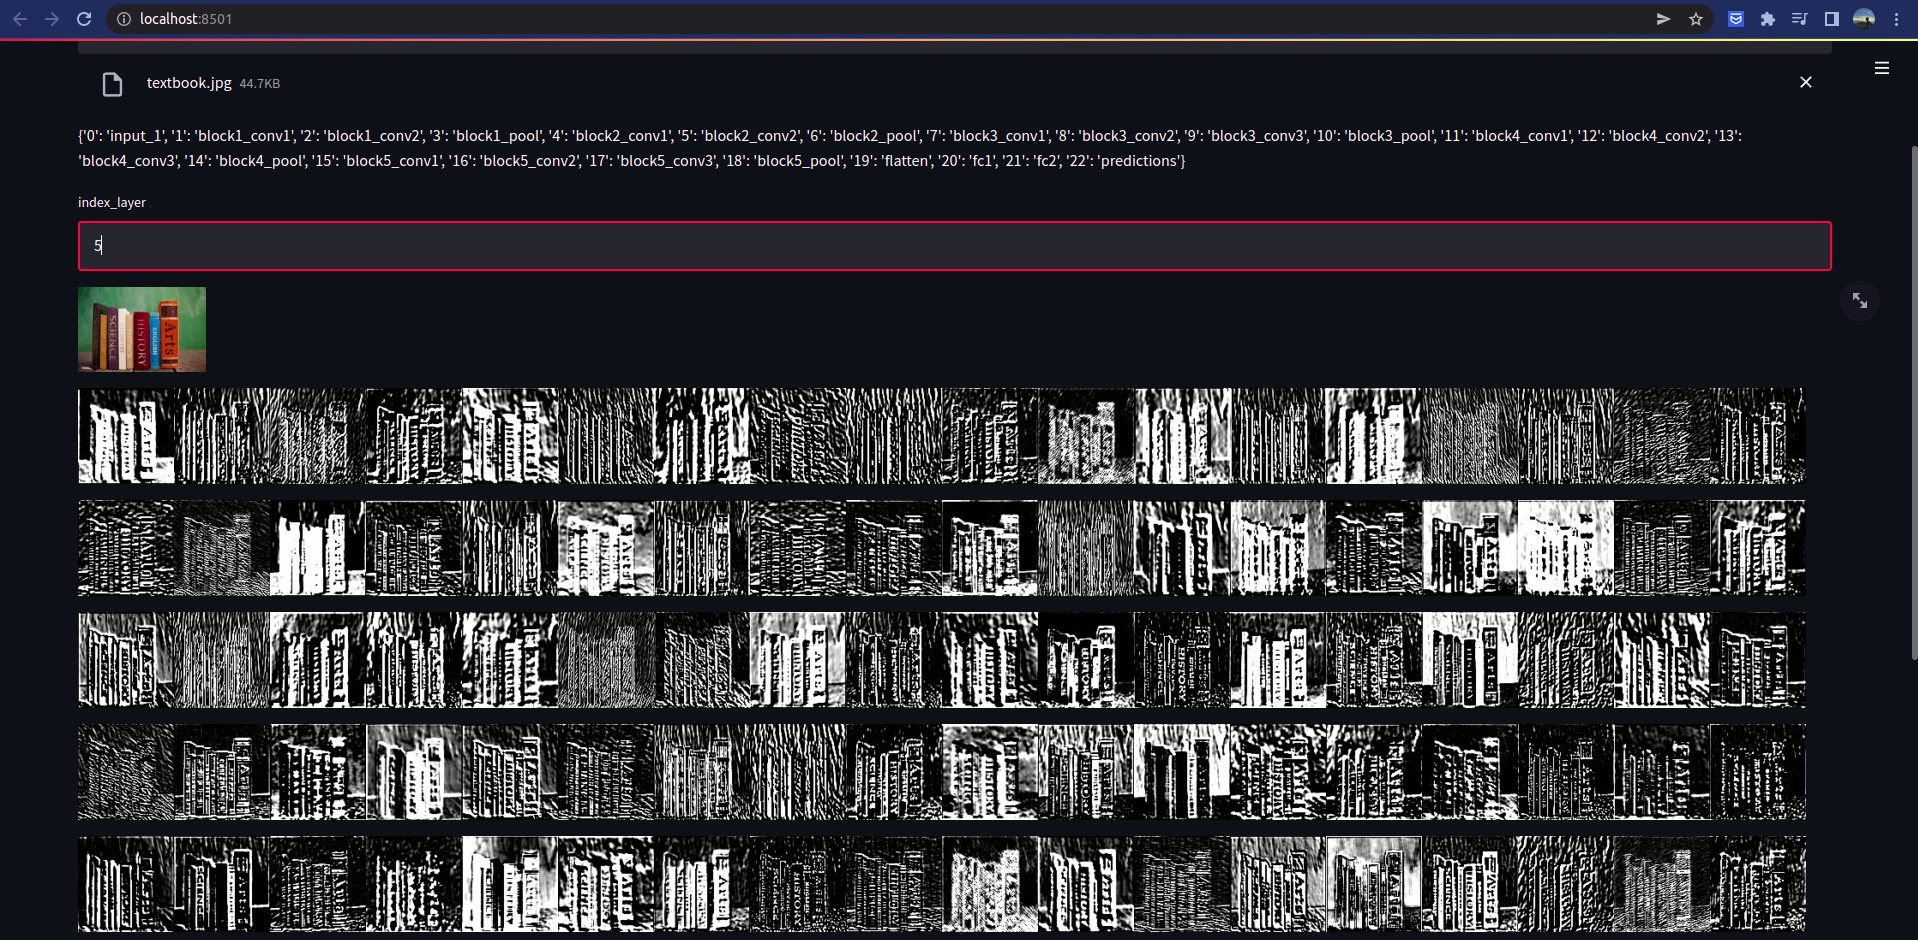 localhost:8501
textbook.jpg 44.7KB
{'0': 'input_1', '1': 'block1_conv1', '2': 'block1_conv2', '3': 'block1_pool', '4': 'block2_conv1', '5': 'block2_conv2', '6': 'block2_pool', '7': 'block3_conv1', '8': 'block3_conv2', '9': 'block3_conv3', '10': 'block3_pool', '11': 'block4_conv1', '12': 'block4_conv2', '13':
'block4_conv3', '14': 'block4_pool', '15': 'block5_conv1', '16': 'block5_conv2', '17': 'block5_conv3', '18': 'block5_pool', '19': 'flatten', '20': 'fc1', '21': 'fc2', '22': 'predictions'}
index_layer
5
SCIENCE
HISTORY
ENGLISH
Arts